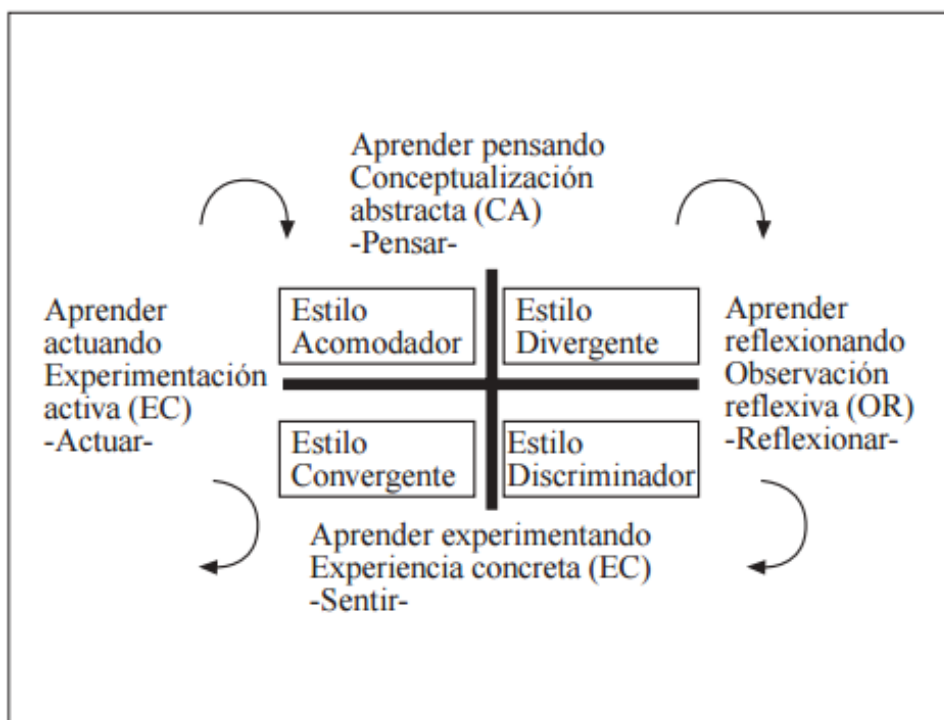 Aprender pensando
Conceptualización
abstracta (CA)
-Pensar-
Aprender
actuando
Experimentación
activa (EC)
-Actuar-
Estilo
Acomodador
Estilo
Divergente
Aprender
reflexionando
Observación
reflexiva (OR)
-Reflexionar-
Estilo
Convergente
Estilo
Discriminador
Aprender experimentando
Experiencia concreta (EC)
-Sentir-